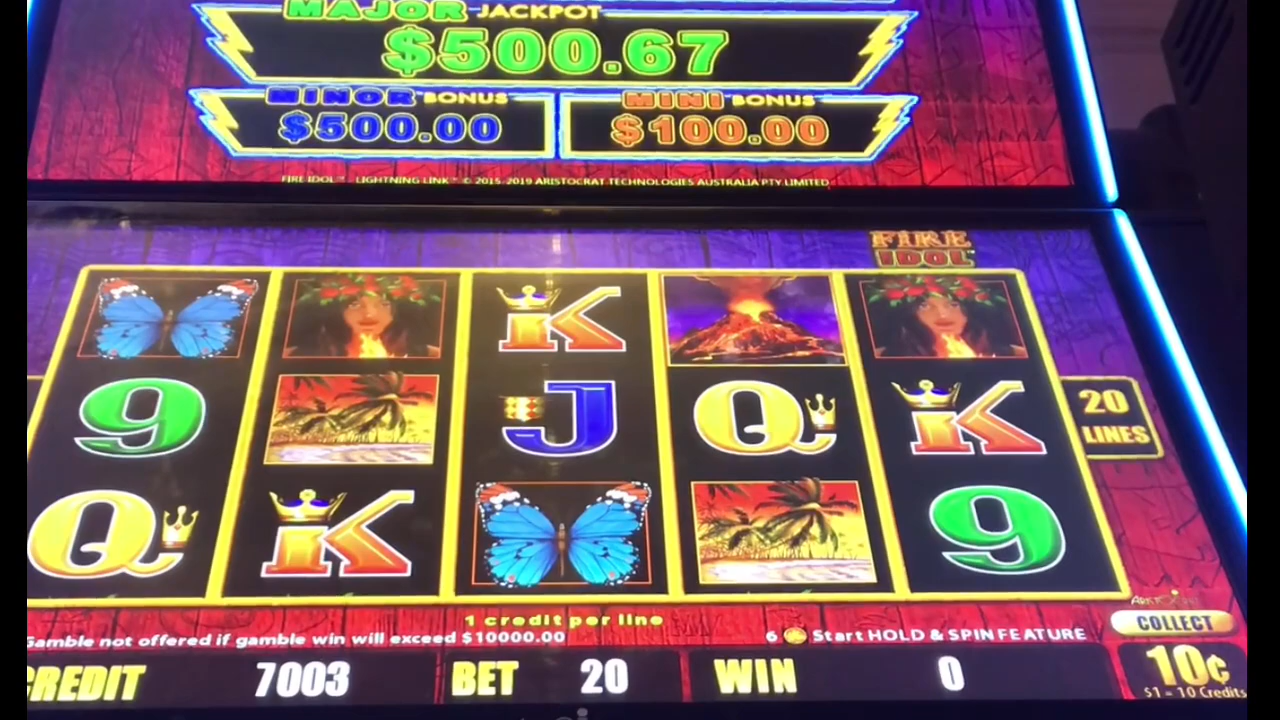 MAJOR JACKPOT
$500.67
MINOR BONUS
$500.00
MINI BONUS
$100.00
FIRE IDOL™ LIGHTNING LINK™ © 2015-2019 ARISTOCRAT TECHNOLOGIES AUSTRALIA PTY LIMITED
FIRE
IDOL
K
9
J
Q
K
20
LINES
Q
K
9
1 credit per line
Gamble not offered if gamble win will exceed $10000.00
6 Start HOLD & SPIN FEATURE
COLLECT
CREDIT 7003
BET 20
WIN 0
10¢
$1 = 10 Credits